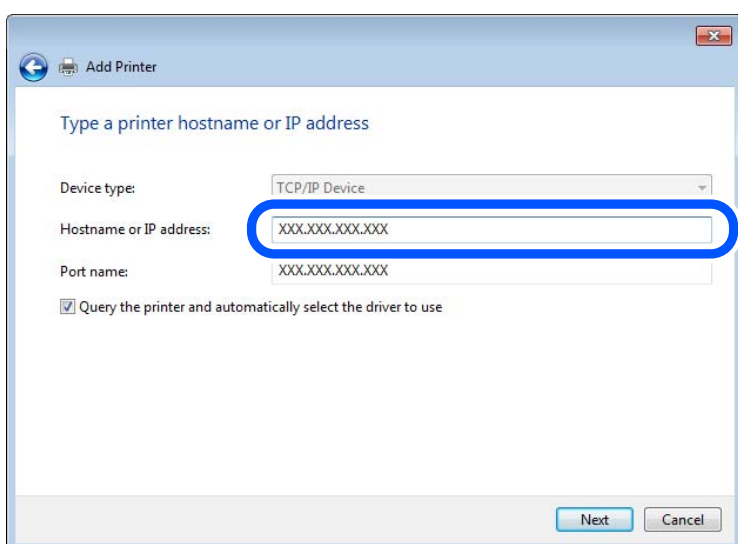 Add Printer
Type a printer hostname or IP address
Device type: TCP/IP Device
Hostname or IP address: XXX.XXX.XXX.XXX
Port name: XXX.XXX.XXX.XXX
Query the printer and automatically select the driver to use
Next Cancel